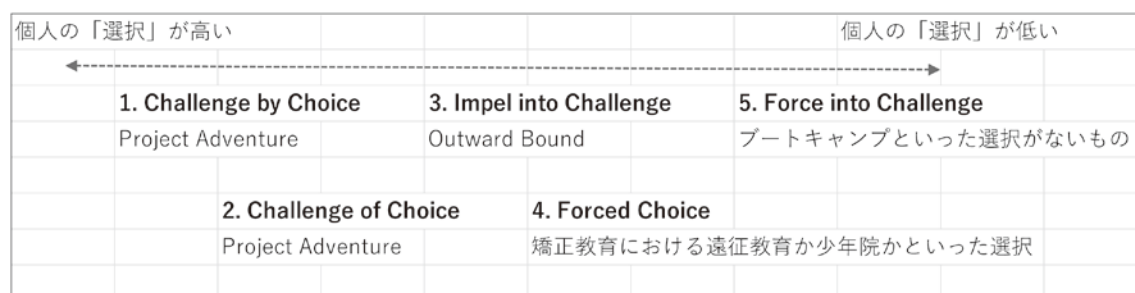 個人の「選択」が高い 個人の「選択」が低い
1. Challenge by Choice 3. Impel into Challenge 5. Force into Challenge
Project Adventure Outward Bound ブートキャンプといった選択がないもの
2. Challenge of Choice 4. Forced Choice
Project Adventure 矯正教育における遠征教育か少年院かといった選択